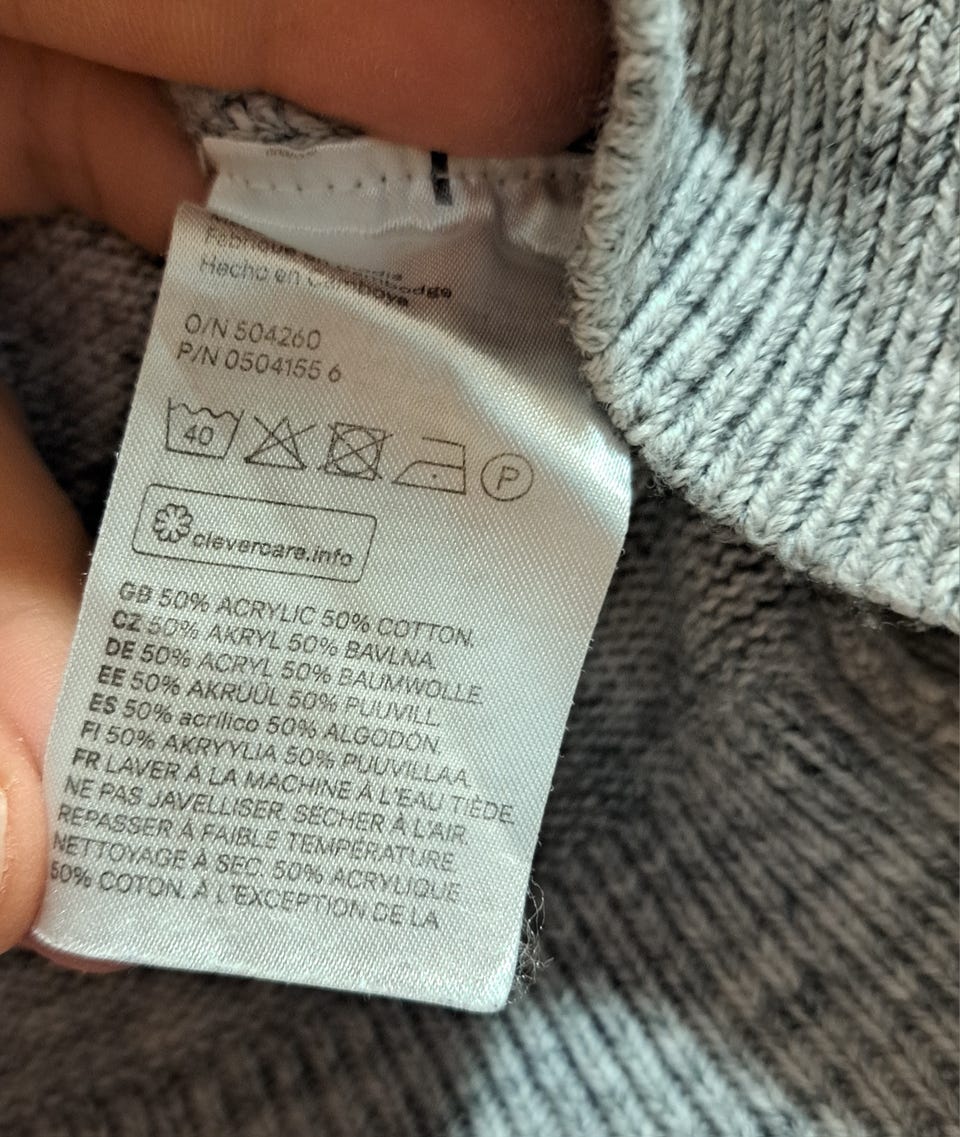 Hecho en
O/N 504260
P/N 0504155 6
40
P
clevercare.info
GB 50% ACRYLIC 50% COTTON.
CZ 50% AKRYL 50% BAVLNA.
DE 50% ACRYL 50% BAUMWOLLE
EE 50% AKRÜÜL 50% PUUVILL
ES 50% acrílico 50% ALGODÓN
FI 50% AKRYYLIA 50% PUUVILLAA
FR LAVER À LA MACHINE À L'EAU TIÈDE.
NE PAS JAVELLISER. SÉCHER À L'AIR.
REPASSER À FAIBLE TEMPÉRATURE
NETTOYAGE À SEC. 50% ACRYLIQUE
50% COTON. À L'EXCEPTION DE LA